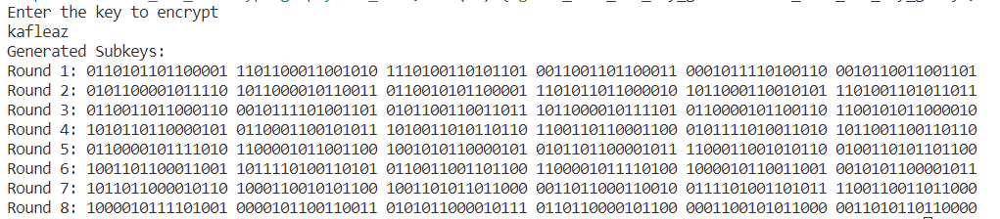 Enter the key to encrypt
kafleaz
Generated Subkeys:
Round 1: 0110101101100001 1101100011001010 1110100110101101 0011001101100011 0001011110100110 0010110011001101
Round 2: 0101100001011110 1011000010110011 0110010101100001 1101011011000010 1011000110010101 1101001101011011
Round 3: 0110011011000110 0010111101001101 0101100110011011 1011000010111101 0110000101100110 1100101011000010
Round 4: 1010110110000101 0110001100101011 1010011010110110 1100110110001100 0101111010011010 1011001100110110
Round 5: 0110000101111010 1100001011001100 1001010110000101 0101101100001011 1100011001010110 0100110101101100
Round 6: 1001101100011001 1011110100110101 0110011001101100 1100001011110100 1000010110011001 0010101100001011
Round 7: 1011011000010110 1000110010101100 1001101011011000 0011011000110010 0111101001101011 1100110011011000
Round 8: 1000010111101001 0000101100110011 0101011000010111 0110110000101100 0001100101011000 0011010110110000